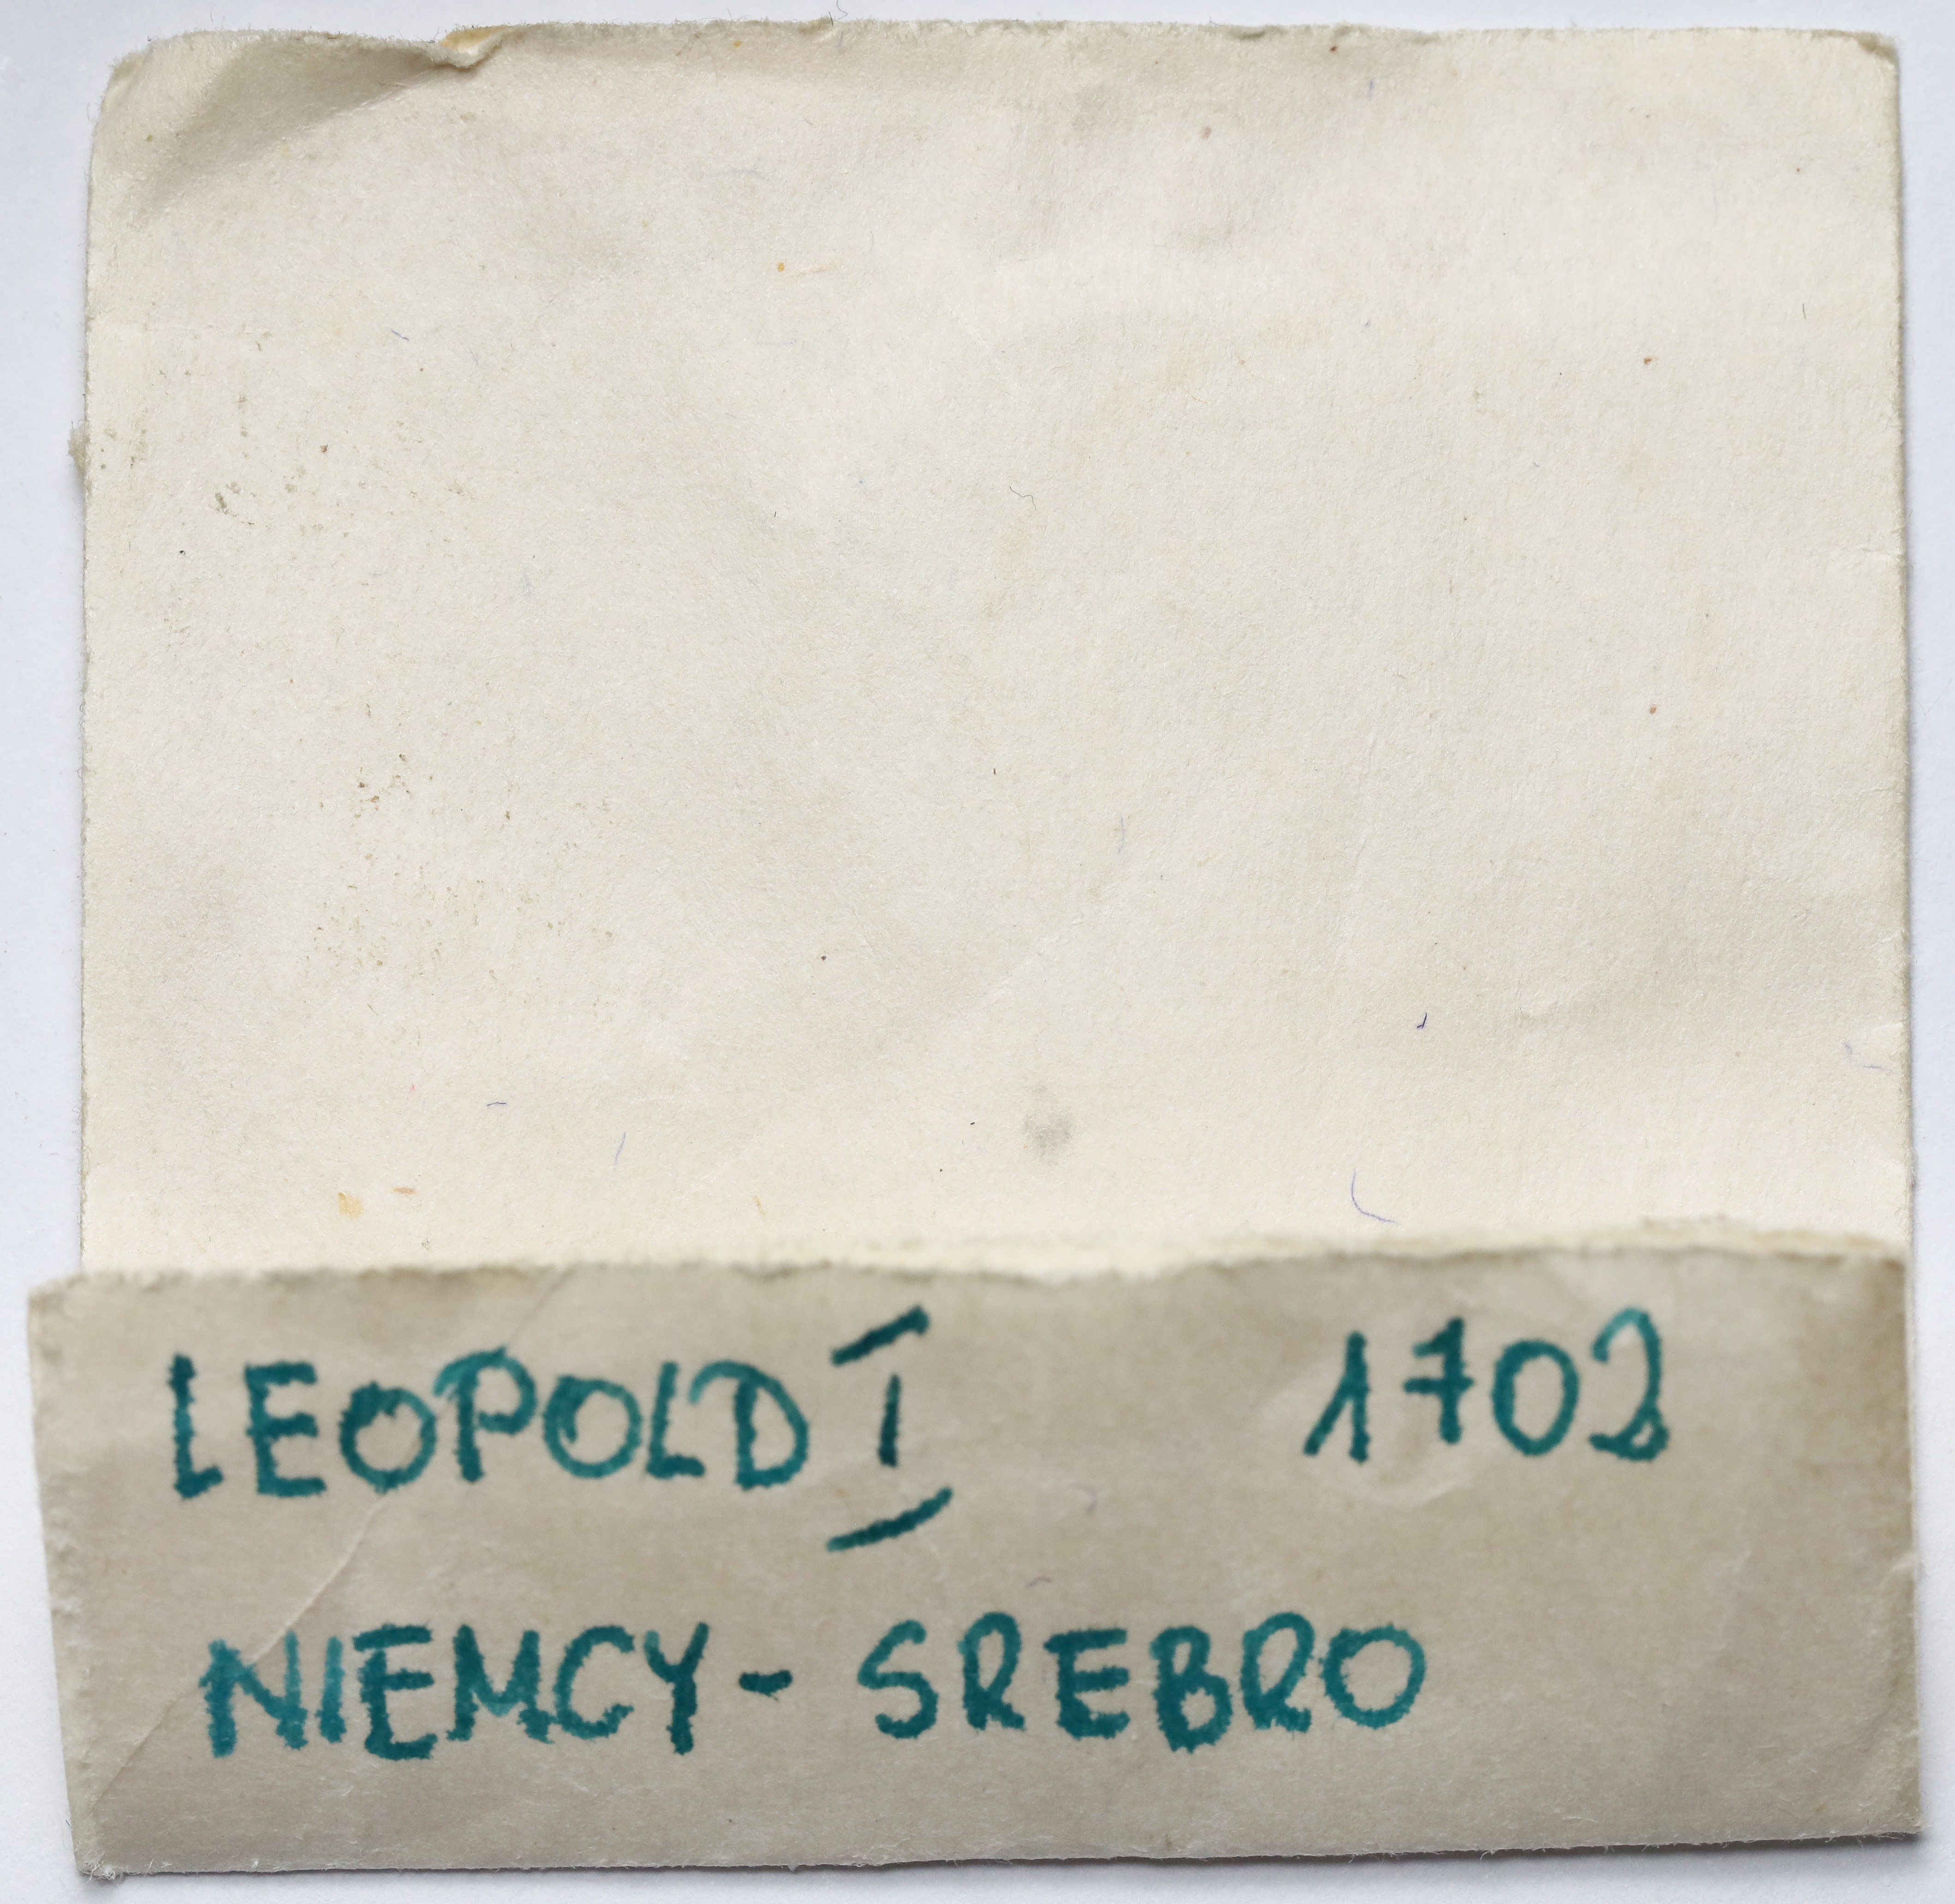 LEOPOLD I 1702
NIEMCY - SREBRO